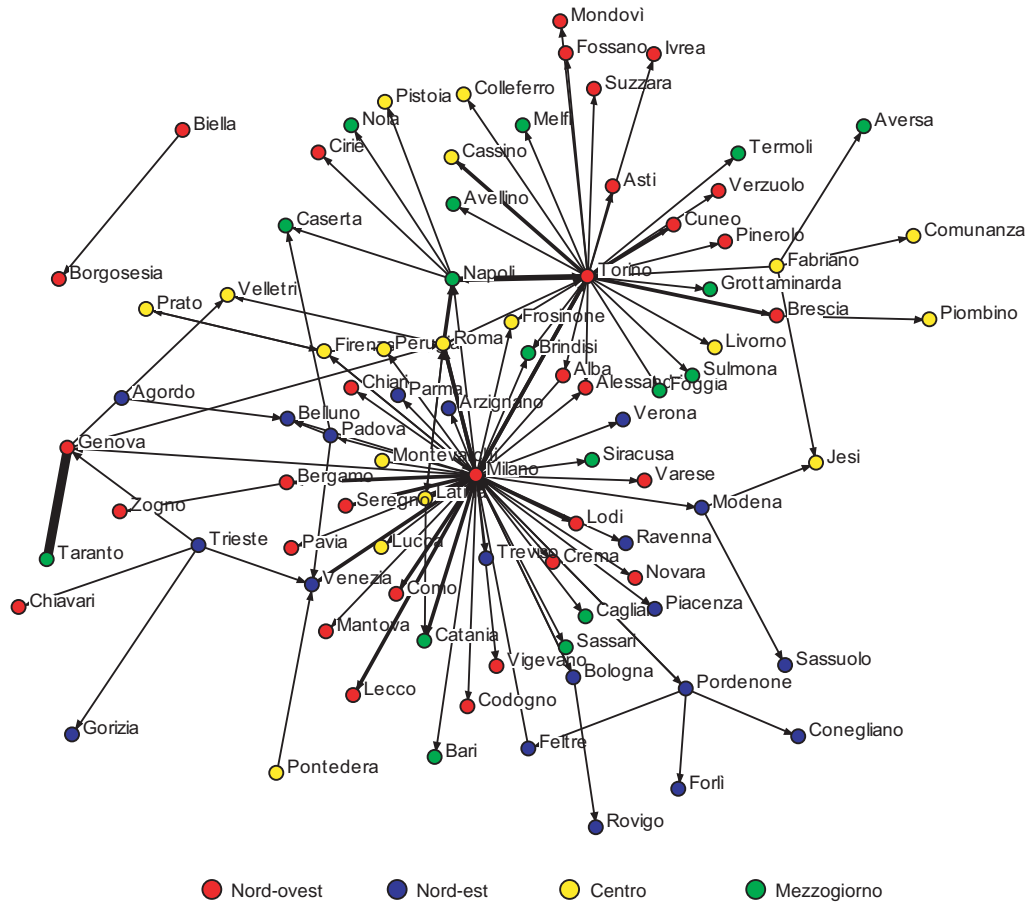 Mondovì
Fossano
Ivrea
Suzzara
Colleferro
Pistoia
Nola
Melfi
Aversa
Biella
Cirié
Cassino
Termoli
Asti
Verzuolo
Avellino
Caserta
Cuneo
Pinerolo
Comunanza
Borgosesia
Napoli
Torino
Fabriano
Grottaminarda
Velletri
Prato
Frosinone
Brescia
Piombino
Firenze
Perugia
Roma
Brindisi
Livorno
Alba
Sulmona
Chiari
Parma
Alessandria
Foggia
Agordo
Arzignano
Belluno
Padova
Verona
Genova
Montevarchi
Siracusa
Jesi
Bergamo
Milano
Varese
Zogno
Seregno
Latina
Modena
Lodi
Taranto
Trieste
Pavia
Lucca
Treviso
Ravenna
Crema
Venezia
Como
Novara
Chiavari
Piacenza
Cagliari
Mantova
Catania
Sassari
Vigevano
Bologna
Sassuolo
Lecco
Codogno
Pordenone
Gorizia
Bari
Feltre
Conegliano
Pontedera
Forlì
Rovigo
Nord-ovest
Nord-est
Centro
Mezzogiorno